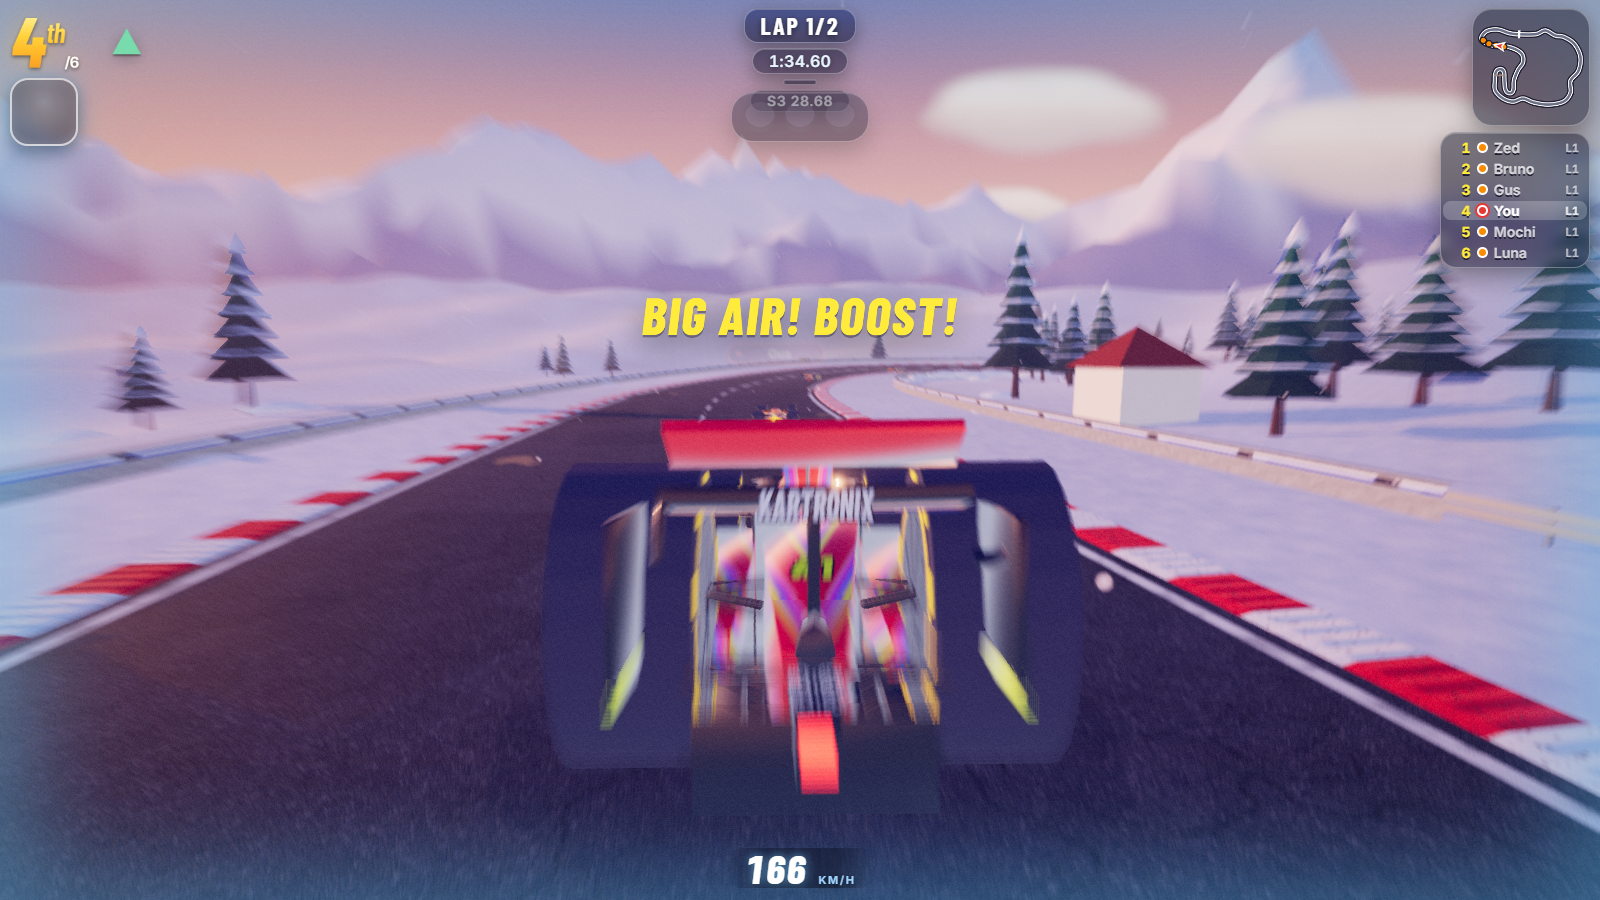 4th
/6
LAP 1/2
1:34.60
S3 28.68
1 Zed L1
2 Bruno L1
3 Gus L1
4 You L1
5 Mochi L1
6 Luna L1
BIG AIR! BOOST!
KARTRONIX
166 KM/H